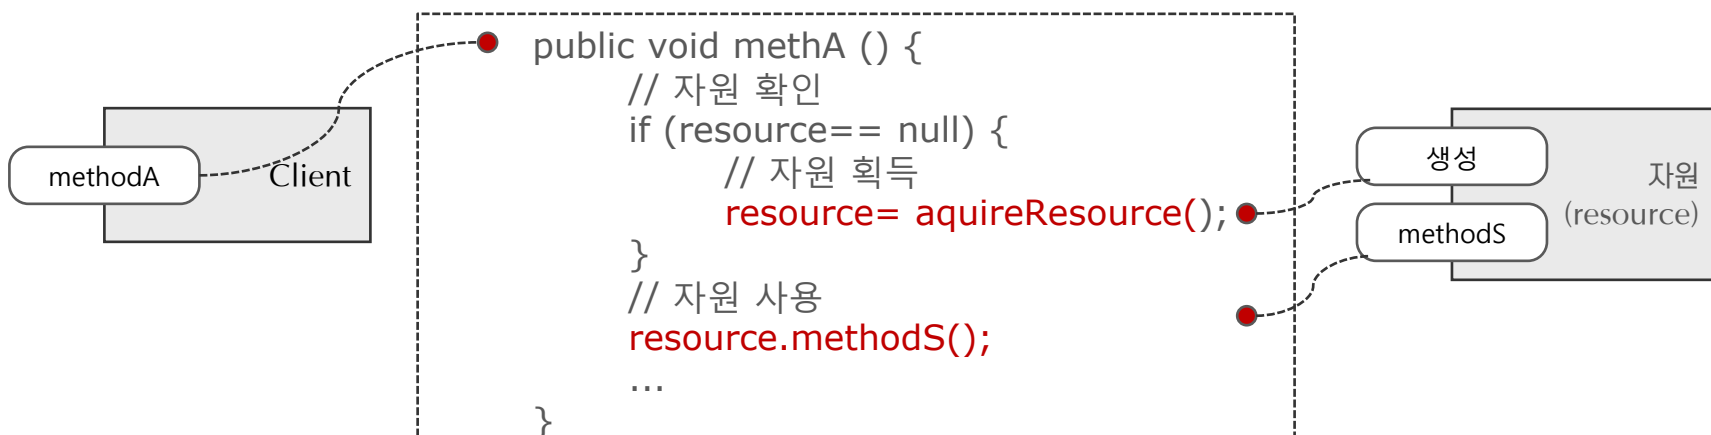 methodA
Client
public void methA () {
// 자원 확인
if (resource== null) {
// 자원 획득
resource= aquireResource();
}
// 자원 사용
resource.methodS();
...
}
생성
methodS
자원
(resource)